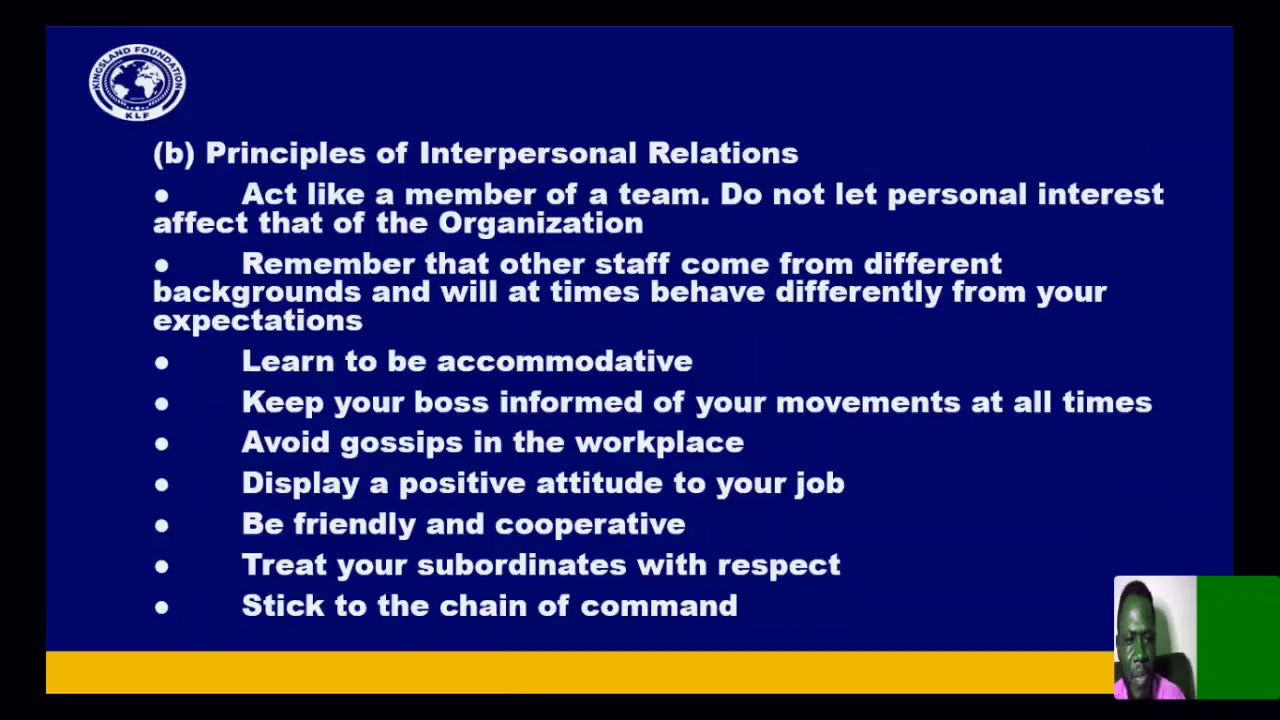 KINGSLAND FOUNDATION
KLF
(b) Principles of Interpersonal Relations
● Act like a member of a team. Do not let personal interest
affect that of the Organization
● Remember that other staff come from different
backgrounds and will at times behave differently from your
expectations
● Learn to be accommodative
● Keep your boss informed of your movements at all times
● Avoid gossips in the workplace
● Display a positive attitude to your job
● Be friendly and cooperative
● Treat your subordinates with respect
● Stick to the chain of command